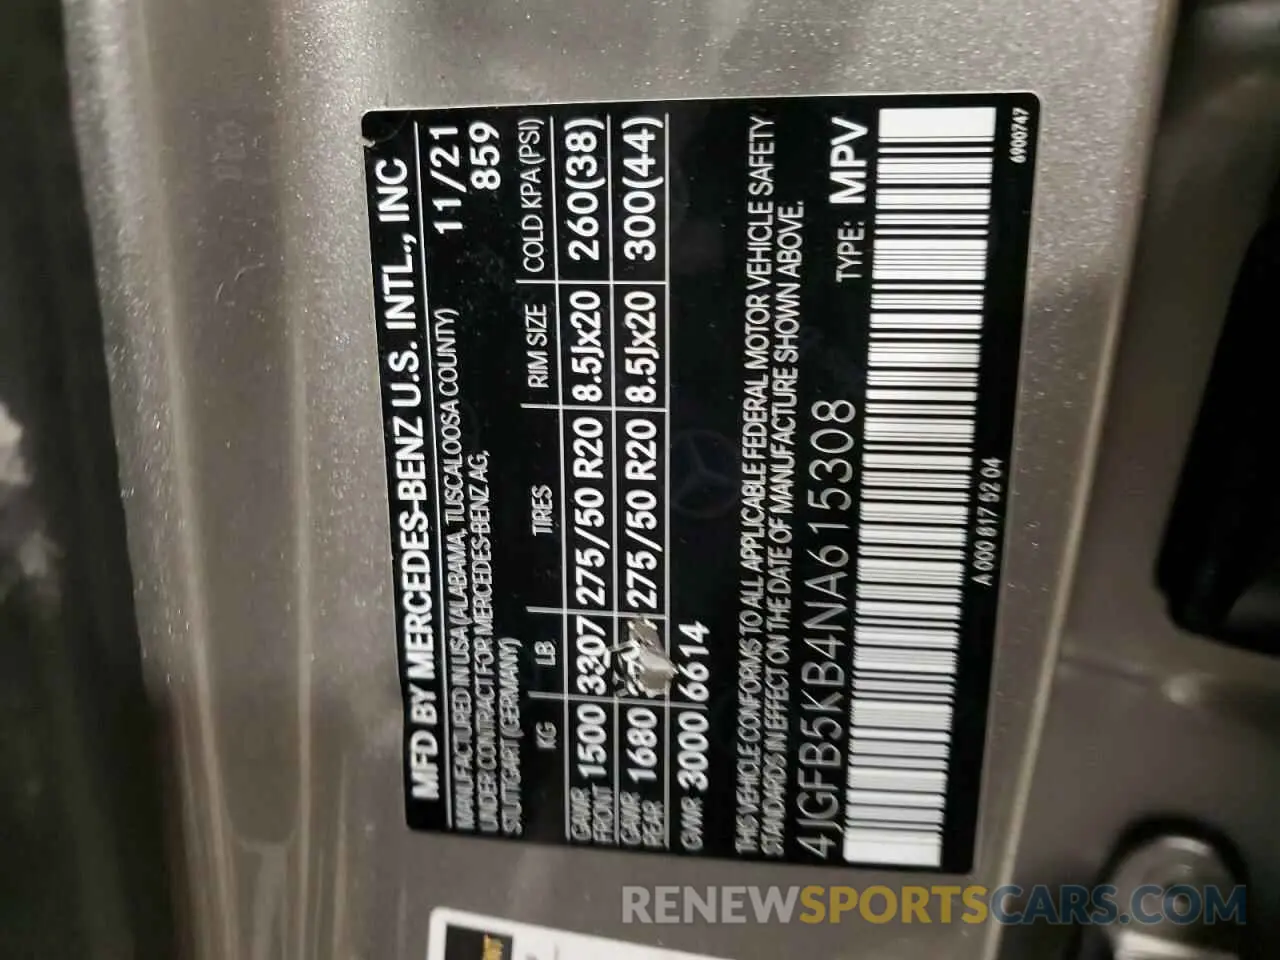 MFD BY MERCEDES-BENZ U.S. INTL., INC
MANUFACTURED IN USA (ALABAMA, TUSCALOOSA COUNTY) 11/21
UNDER CONTRACT FOR MERCEDES-BENZ AG, 859
STUTTGART (GERMANY)
KG LB TIRES RIM SIZE COLD KPA (PSI)
GAWR FRONT 1500 3307 275/50 R20 8.5Jx20 260(38)
GAWR REAR 1680 275/50 R20 8.5Jx20 300(44)
GVWR 3000 6614
THIS VEHICLE CONFORMS TO ALL APPLICABLE FEDERAL MOTOR VEHICLE SAFETY
STANDARDS IN EFFECT ON THE DATE OF MANUFACTURE SHOWN ABOVE.
4JGFB5KB4NA615308 TYPE: MPV
A 000 817 52 04
6900747
RENEWSPORTSCARS.COM